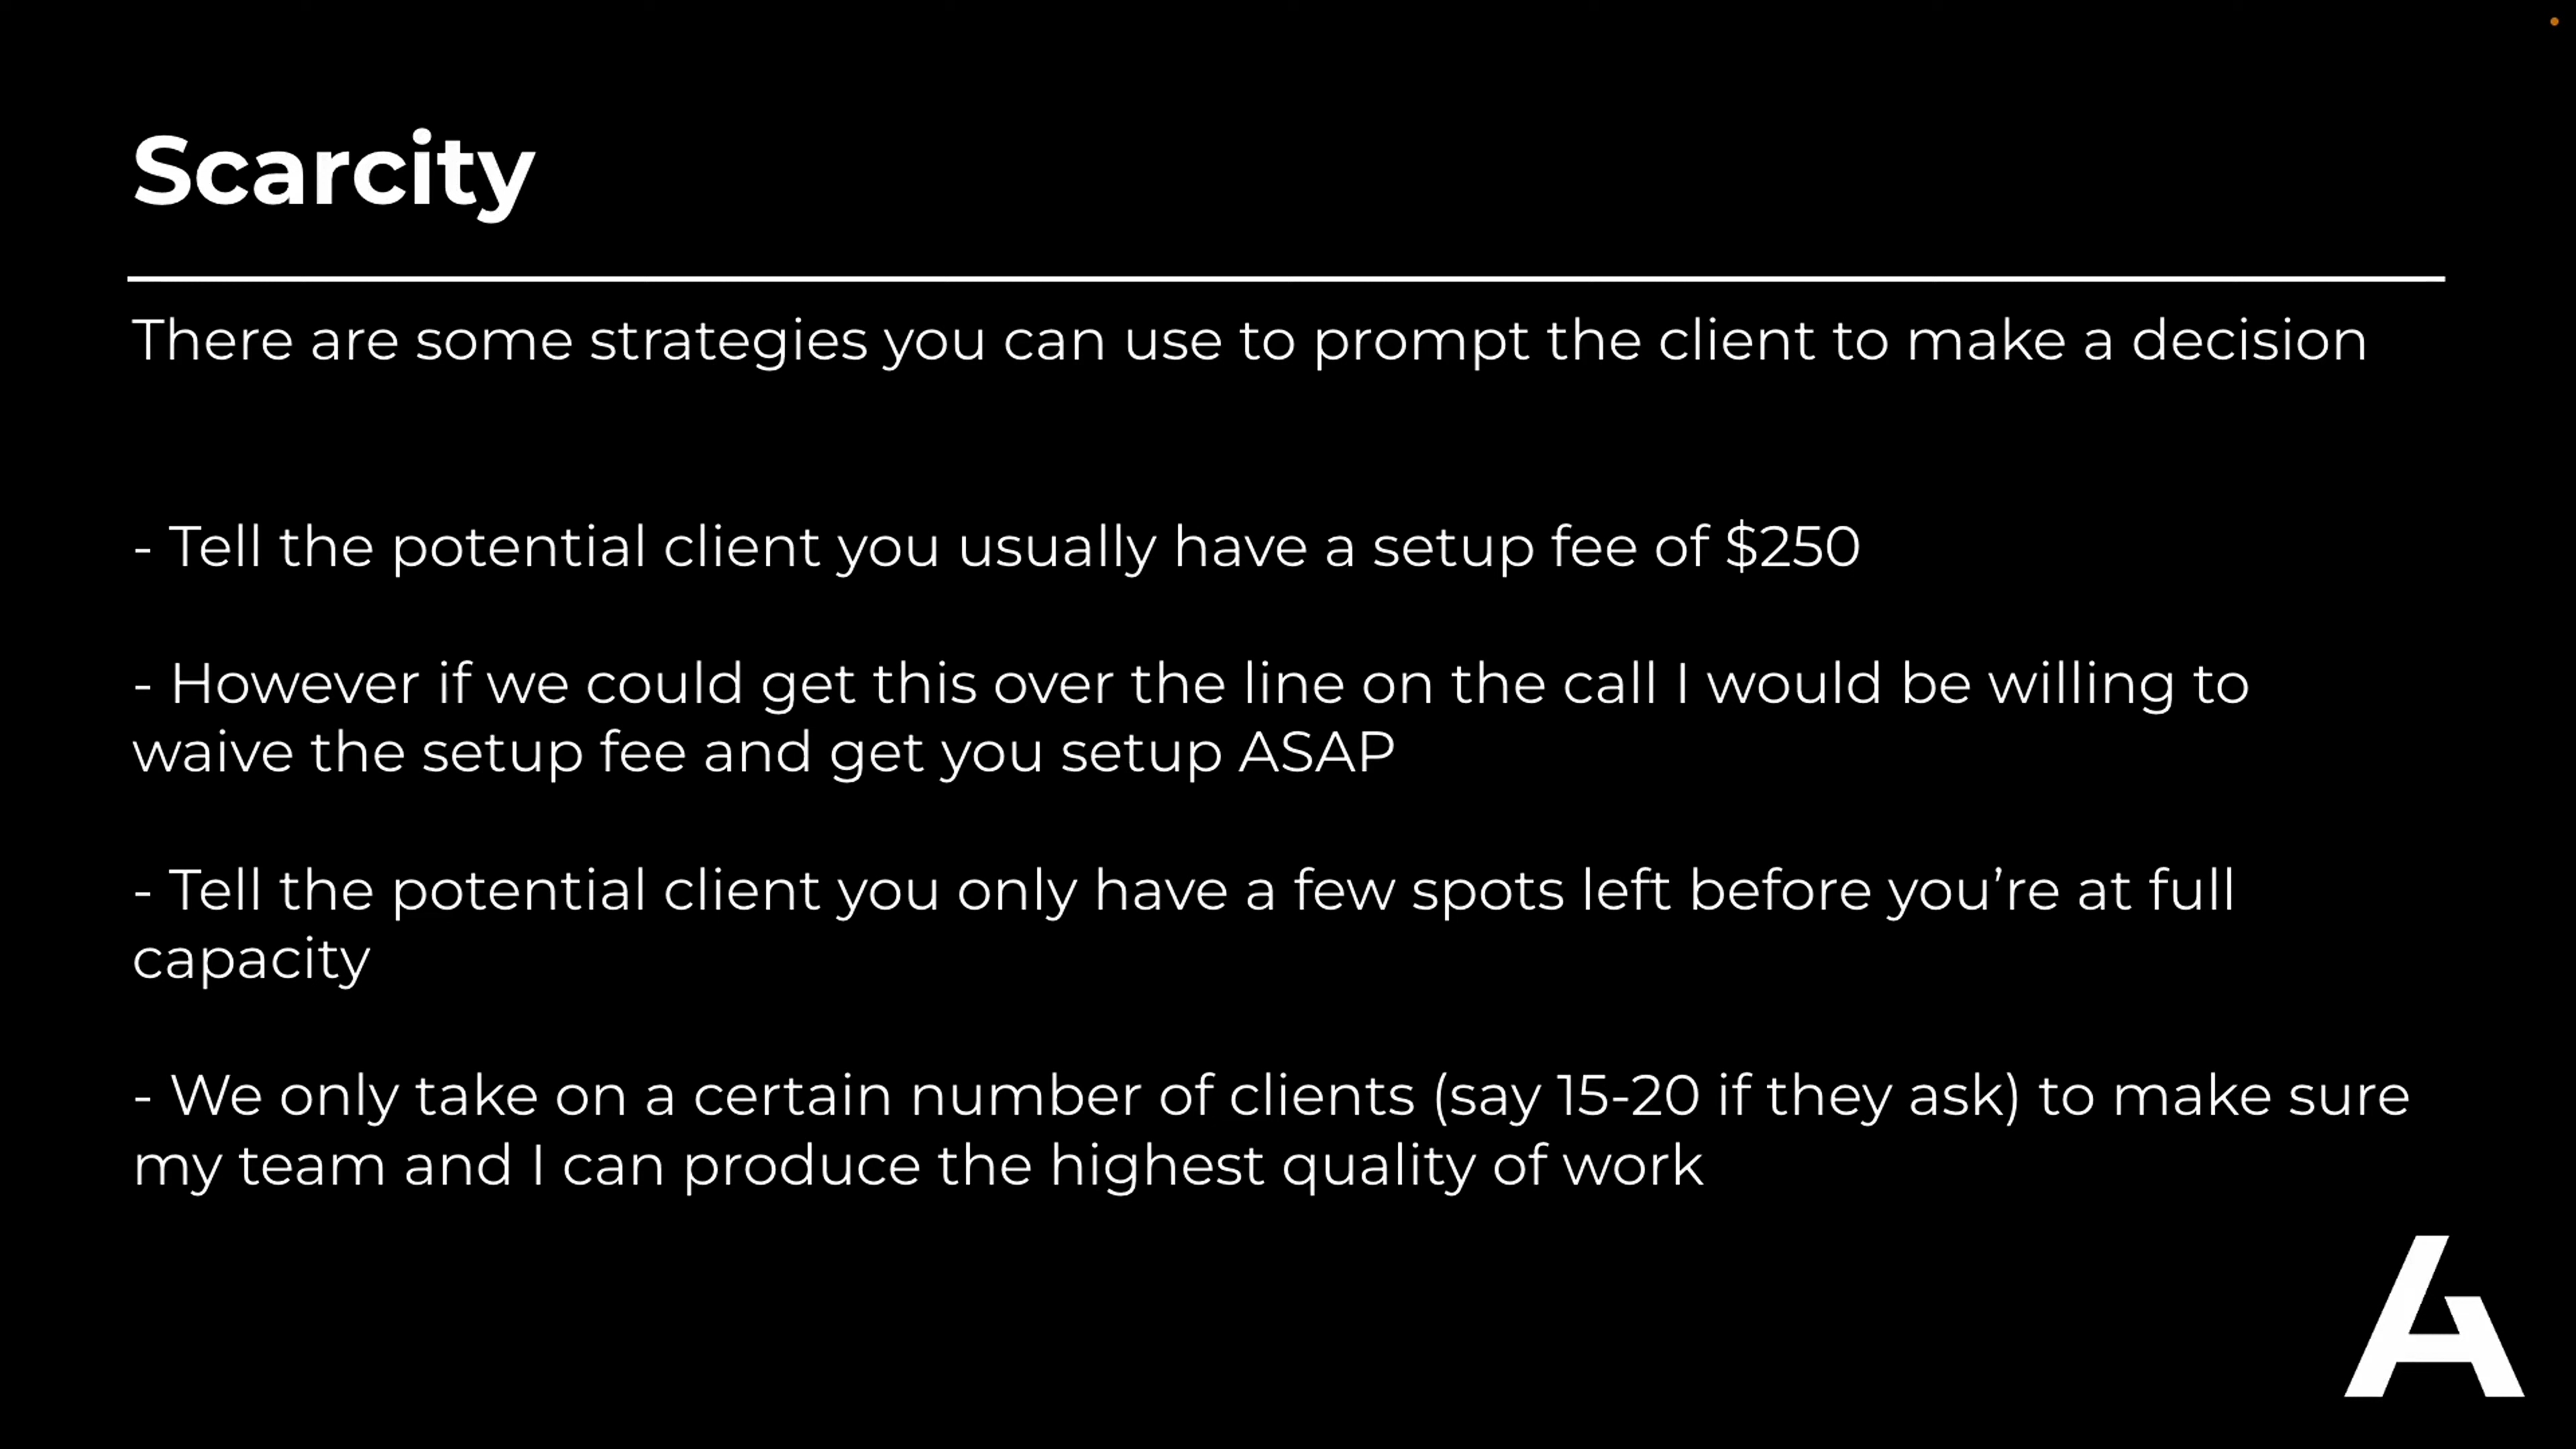 Scarcity
There are some strategies you can use to prompt the client to make a decision
- Tell the potential client you usually have a setup fee of $250
- However if we could get this over the line on the call I would be willing to
waive the setup fee and get you setup ASAP
- Tell the potential client you only have a few spots left before you’re at full
capacity
- We only take on a certain number of clients (say 15-20 if they ask) to make sure
my team and I can produce the highest quality of work